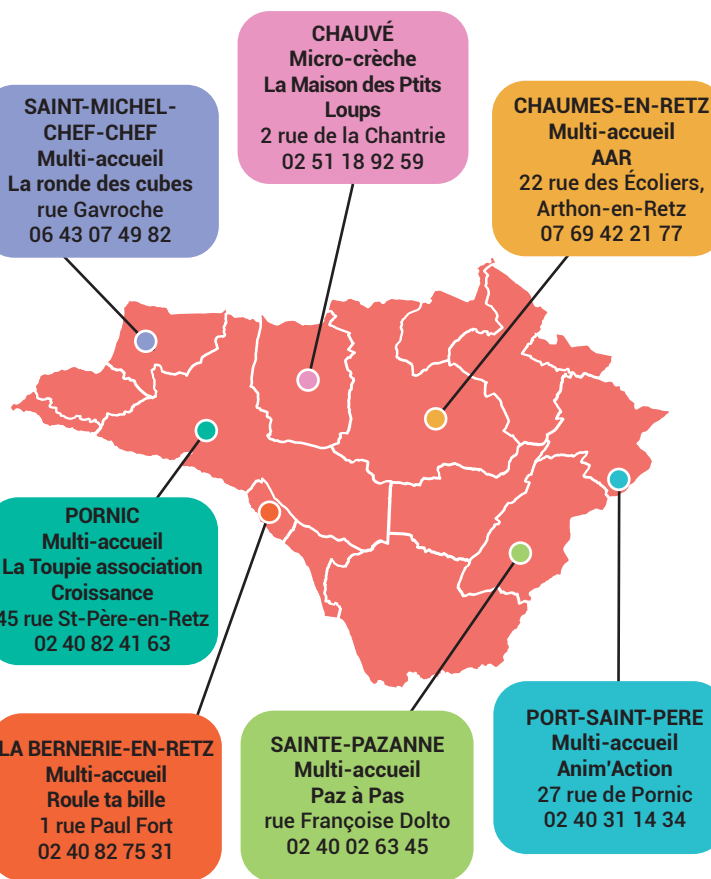 CHAUVÉ
Micro-crèche
La Maison des Ptits
Loups
2 rue de la Chantrie
02 51 18 92 59
SAINT-MICHEL-
CHEF-CHEF
Multi-accueil
La ronde des cubes
rue Gavroche
06 43 07 49 82
CHAUMES-EN-RETZ
Multi-accueil
AAR
22 rue des Écoliers,
Arthon-en-Retz
07 69 42 21 77
PORNIC
Multi-accueil
La Toupie association
Croissance
45 rue St-Père-en-Retz
02 40 82 41 63
LA BERNERIE-EN-RETZ
Multi-accueil
Roule ta bille
1 rue Paul Fort
02 40 82 75 31
SAINTE-PAZANNE
Multi-accueil
Paz à Pas
rue Françoise Dolto
02 40 02 63 45
PORT-SAINT-PERE
Multi-accueil
Anim'Action
27 rue de Pornic
02 40 31 14 34